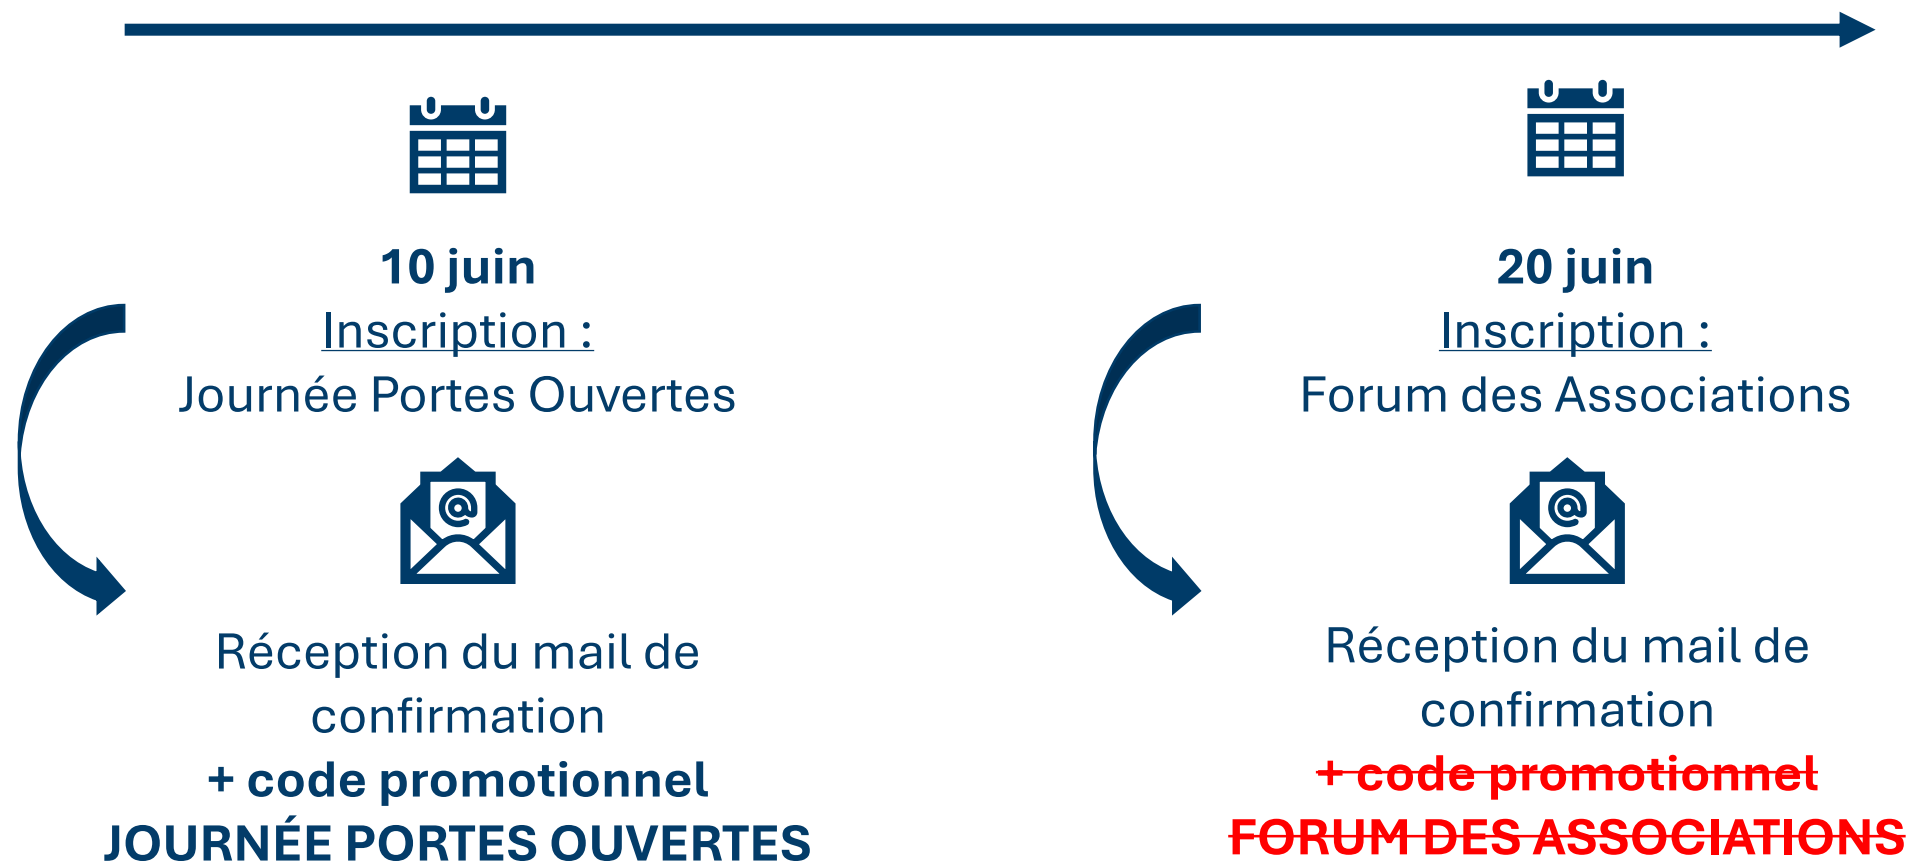 10 juin
Inscription :
Journée Portes Ouvertes
@
Réception du mail de
confirmation
+ code promotionnel
JOURNÉE PORTES OUVERTES
20 juin
Inscription :
Forum des Associations
@
Réception du mail de
confirmation
+ code promotionnel
FORUM DES ASSOCIATIONS